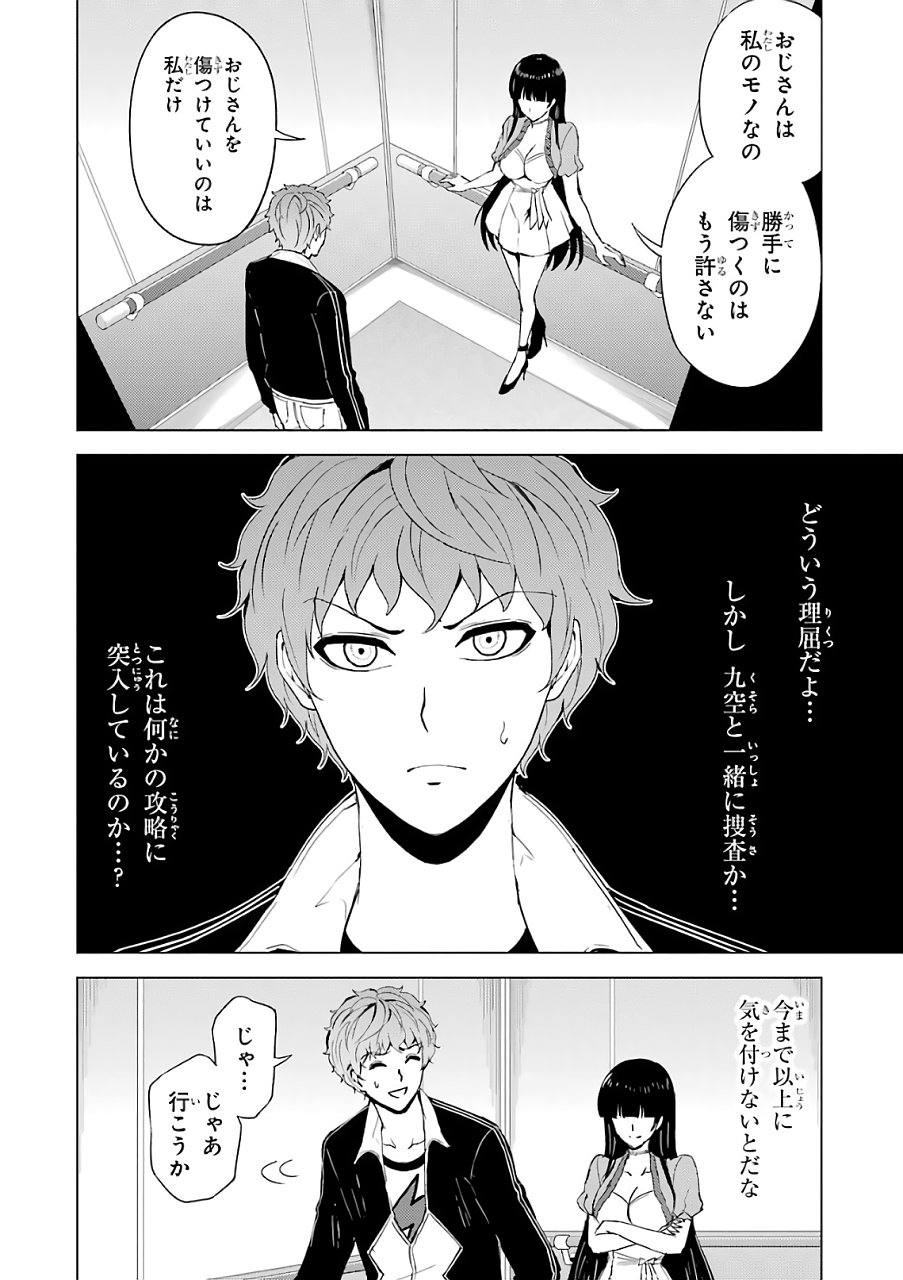 おじさんは
私のモノなの
勝手に
傷つくのは
もう許さない
おじさんを
傷つけていいのは
私だけ
どういう理屈だよ…
しかし 九空と一緒に捜査か…
これは何かの攻略に
突入しているのか…?
今まで以上に
気を付けないとだな
じゃ…
じゃあ
行こうか